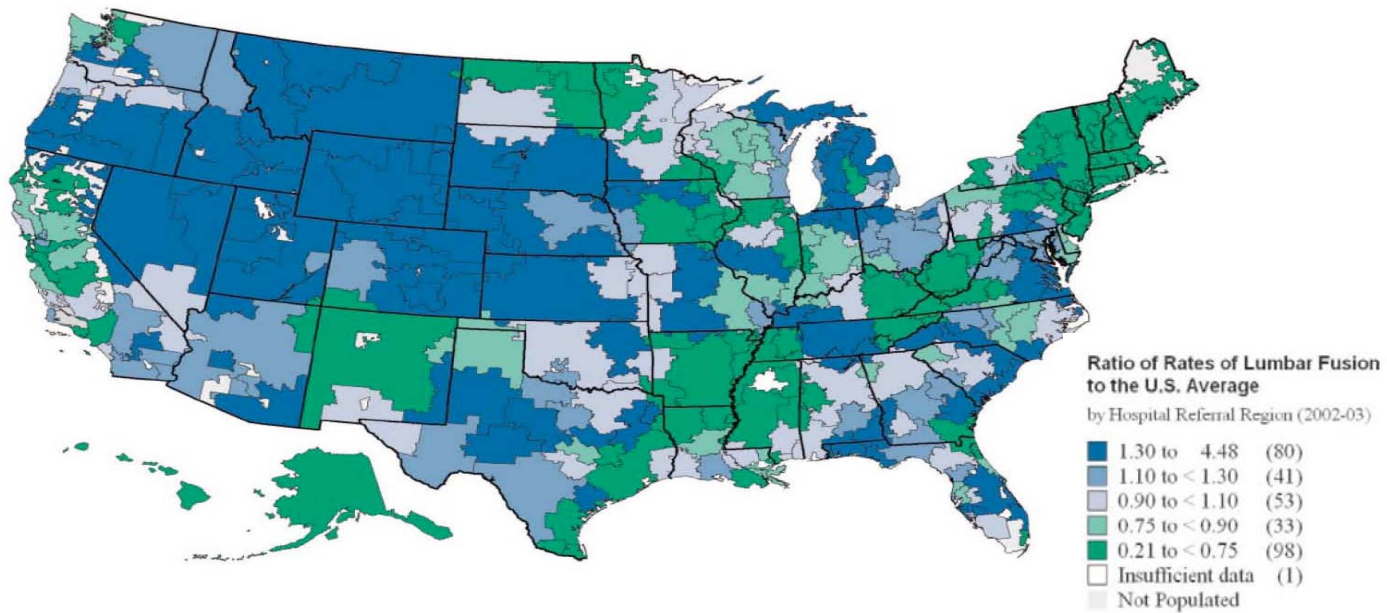 Ratio of Rates of Lumbar Fusion
to the U.S. Average
by Hospital Referral Region (2002-03)
1.30 to 4.48 (80)
1.10 to < 1.30 (41)
0.90 to < 1.10 (53)
0.75 to < 0.90 (33)
0.21 to < 0.75 (98)
Insufficient data (1)
Not Populated